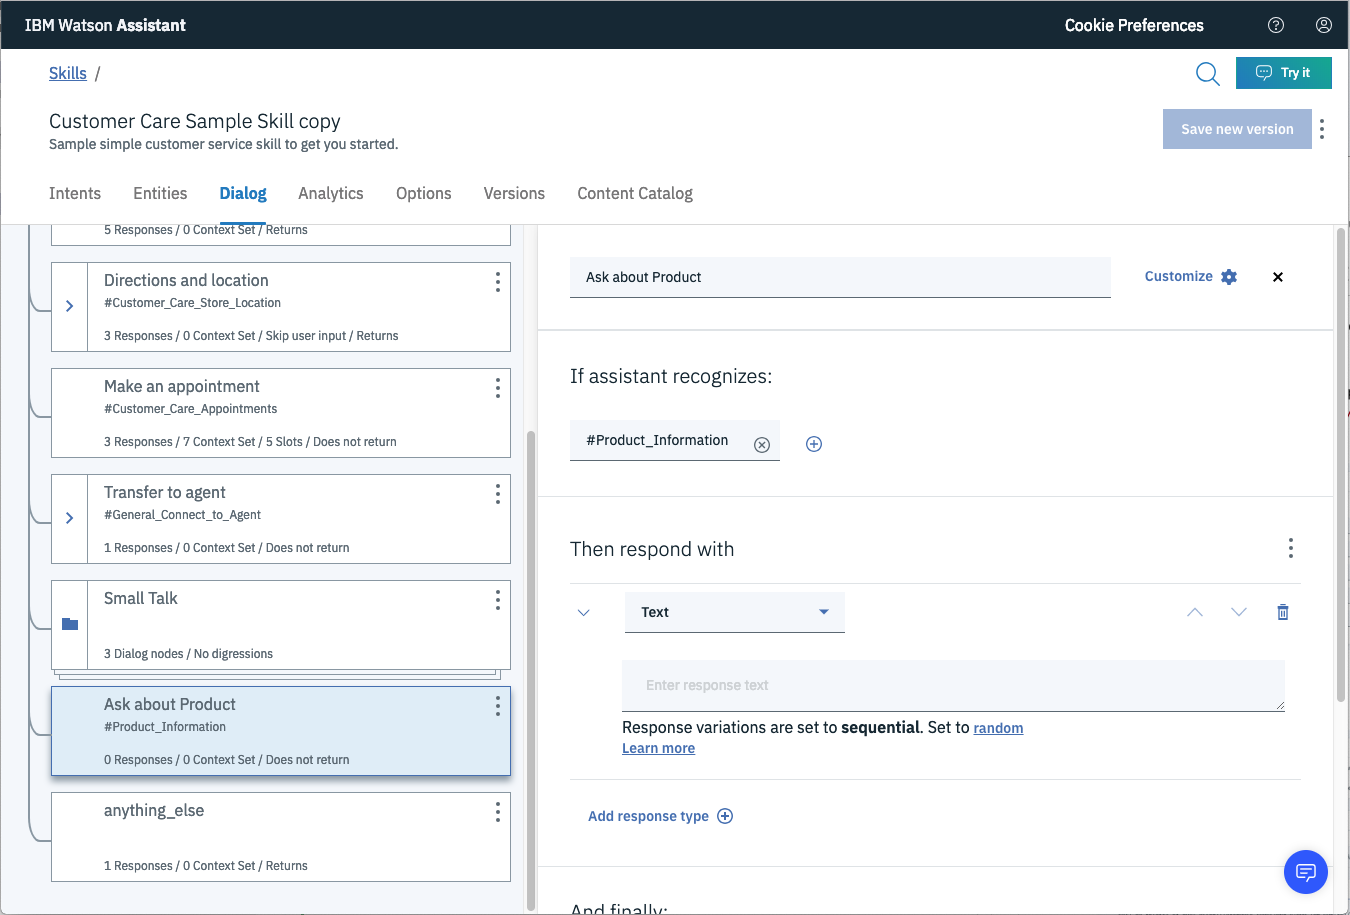 IBM Watson Assistant
Cookie Preferences
Skills /
Try it
Customer Care Sample Skill copy
Sample simple customer service skill to get you started.
Save new version
Intents
Entities
Dialog
Analytics
Options
Versions
Content Catalog
5 Responses / 0 Context Set / Returns
Directions and location
#Customer_Care_Store_Location
3 Responses / 0 Context Set / Skip user input / Returns
Make an appointment
#Customer_Care_Appointments
3 Responses / 7 Context Set / 5 Slots / Does not return
Transfer to agent
#General_Connect_to_Agent
1 Responses / 0 Context Set / Does not return
Small Talk
3 Dialog nodes / No digressions
Ask about Product
#Product_Information
0 Responses / 0 Context Set / Does not return
anything_else
1 Responses / 0 Context Set / Returns
Ask about Product
Customize
If assistant recognizes:
#Product_Information
Then respond with
Text
Enter response text
Response variations are set to sequential. Set to random
Learn more
Add response type
And finally: